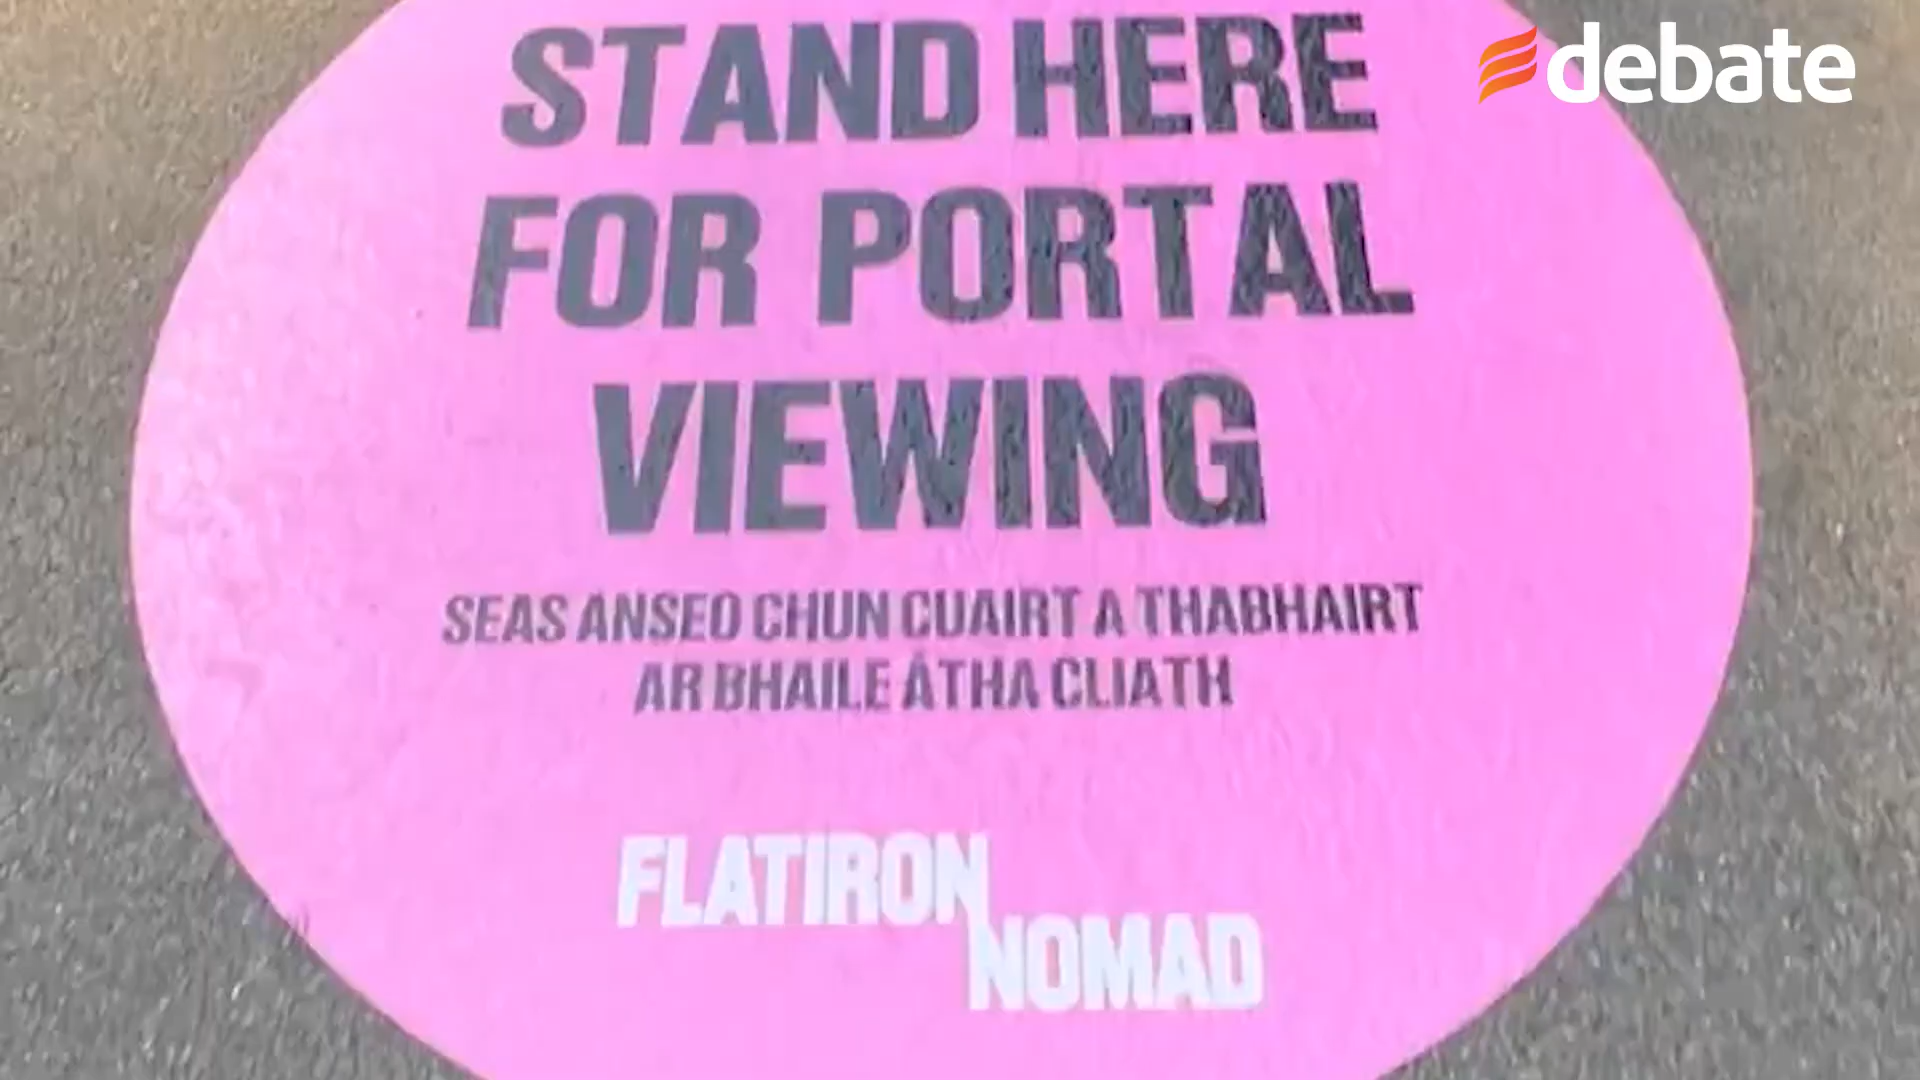 STAND HERE
FOR PORTAL
VIEWING
SEAS ANSEO CHUN CUAIRT A THABHAIRT
AR BHAILE ÁTHA CLIATH
FLATIRON
NOMAD
debate